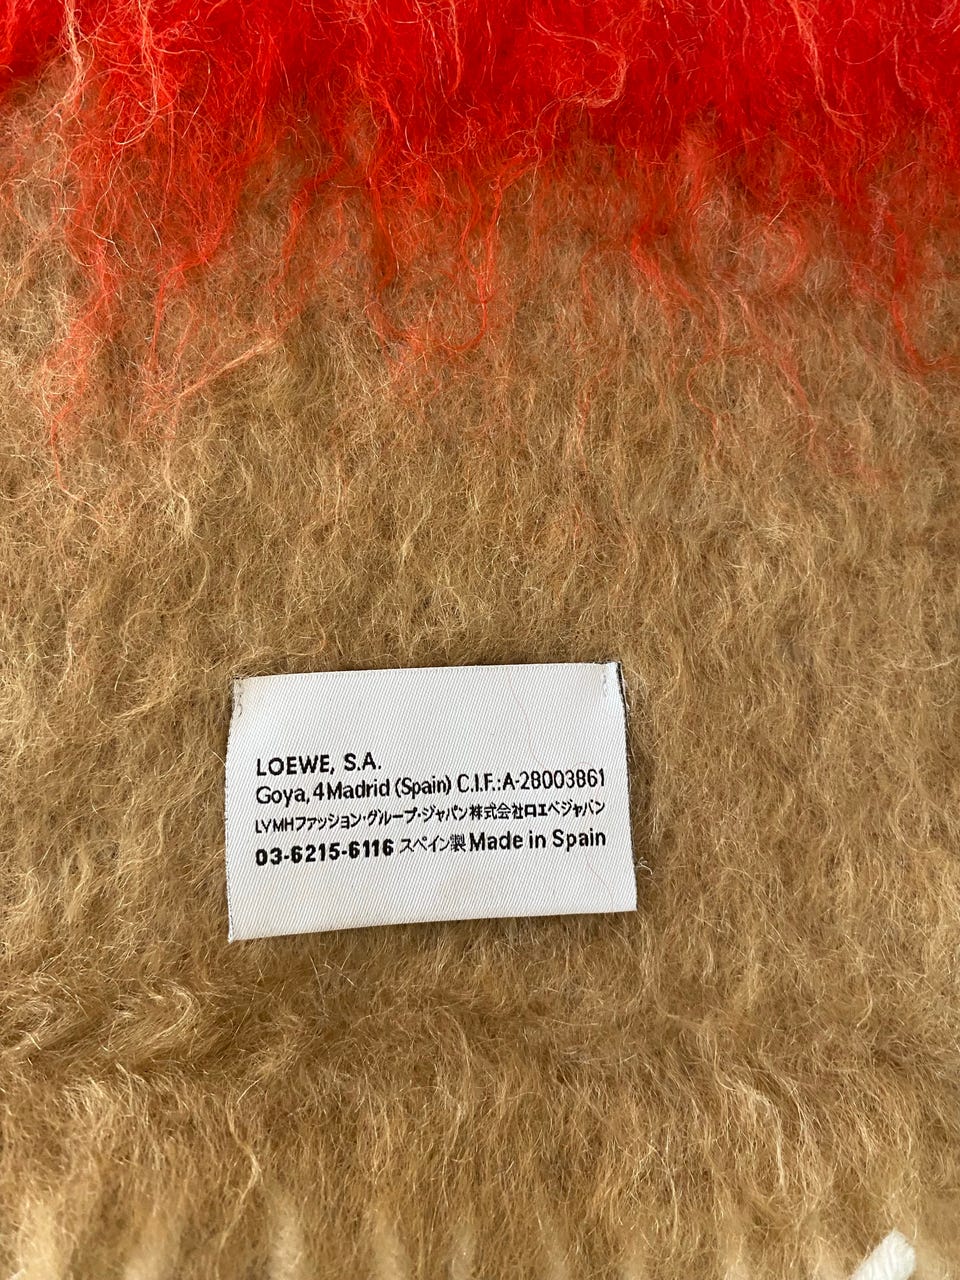 LOEWE, S.A.
Goya, 4 Madrid (Spain) C.I.F.: A-28003861
LVMHファッション・グループ・ジャパン株式会社ロエベジャパン
03-6215-6116 スペイン製 Made in Spain